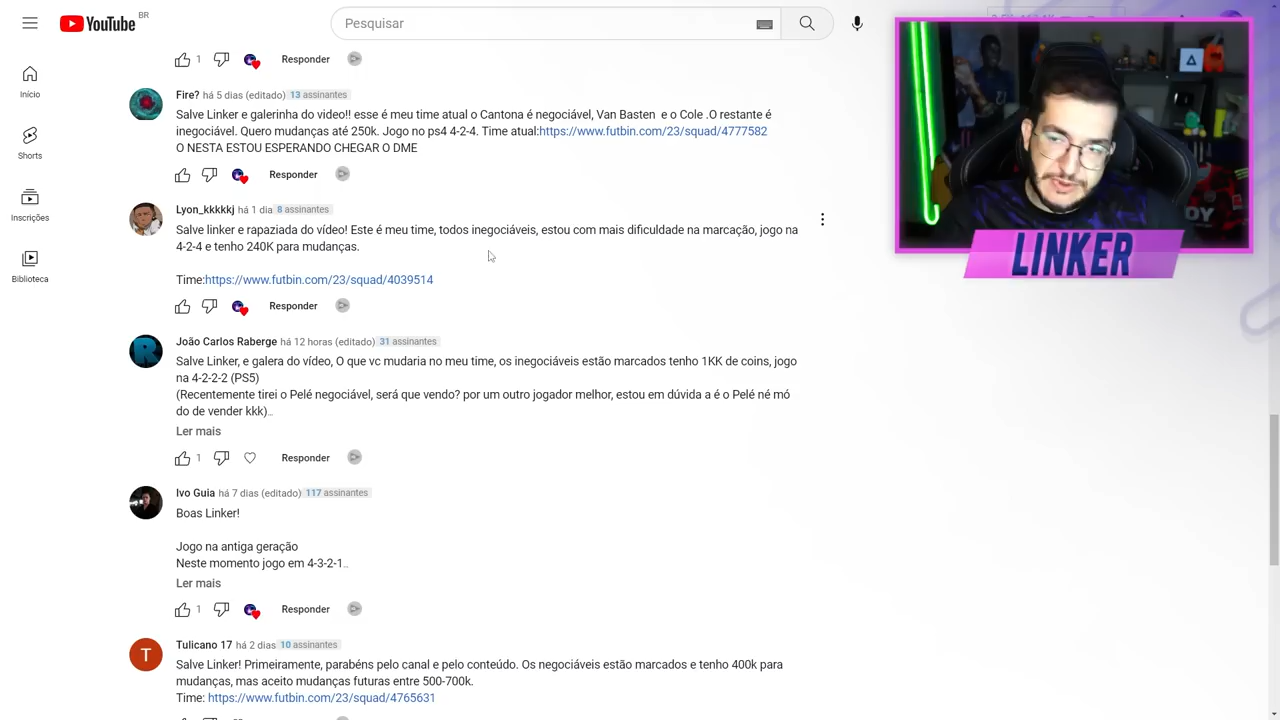 YouTube BR
Pesquisar
Início
Shorts
Inscrições
Biblioteca
LINKER
1 Responder
Fire? há 5 dias (editado) 13 assinantes
Salve Linker e galerinha do video!! esse é meu time atual o Cantona é negociável, Van Basten e o Cole .O restante é
inegociável. Quero mudanças até 250k. Jogo no ps4 4-2-4. Time atual:https://www.futbin.com/23/squad/4777582
O NESTA ESTOU ESPERANDO CHEGAR O DME
Responder
Lyon_kkkkkj há 1 dia 8 assinantes
Salve linker e rapaziada do vídeo! Este é meu time, todos inegociáveis, estou com mais dificuldade na marcação, jogo na
4-2-4 e tenho 240K para mudanças.
Time:https://www.futbin.com/23/squad/4039514
Responder
João Carlos Raberge há 12 horas (editado) 31 assinantes
Salve Linker, e galera do vídeo, O que vc mudaria no meu time, os inegociáveis estão marcados tenho 1KK de coins, jogo
na 4-2-2-2 (PS5)
(Recentemente tirei o Pelé negociável, será que vendo? por um outro jogador melhor, estou em dúvida a é o Pelé né mó
do de vender kkk)...
Ler mais
1 Responder
Ivo Guia há 7 dias (editado) 117 assinantes
Boas Linker!
Jogo na antiga geração
Neste momento jogo em 4-3-2-1...
Ler mais
1 Responder
T
Tulicano 17 há 2 dias 10 assinantes
Salve Linker! Primeiramente, parabéns pelo canal e pelo conteúdo. Os negociáveis estão marcados e tenho 400k para
mudanças, mas aceito mudanças futuras entre 500-700k.
Time: https://www.futbin.com/23/squad/4765631